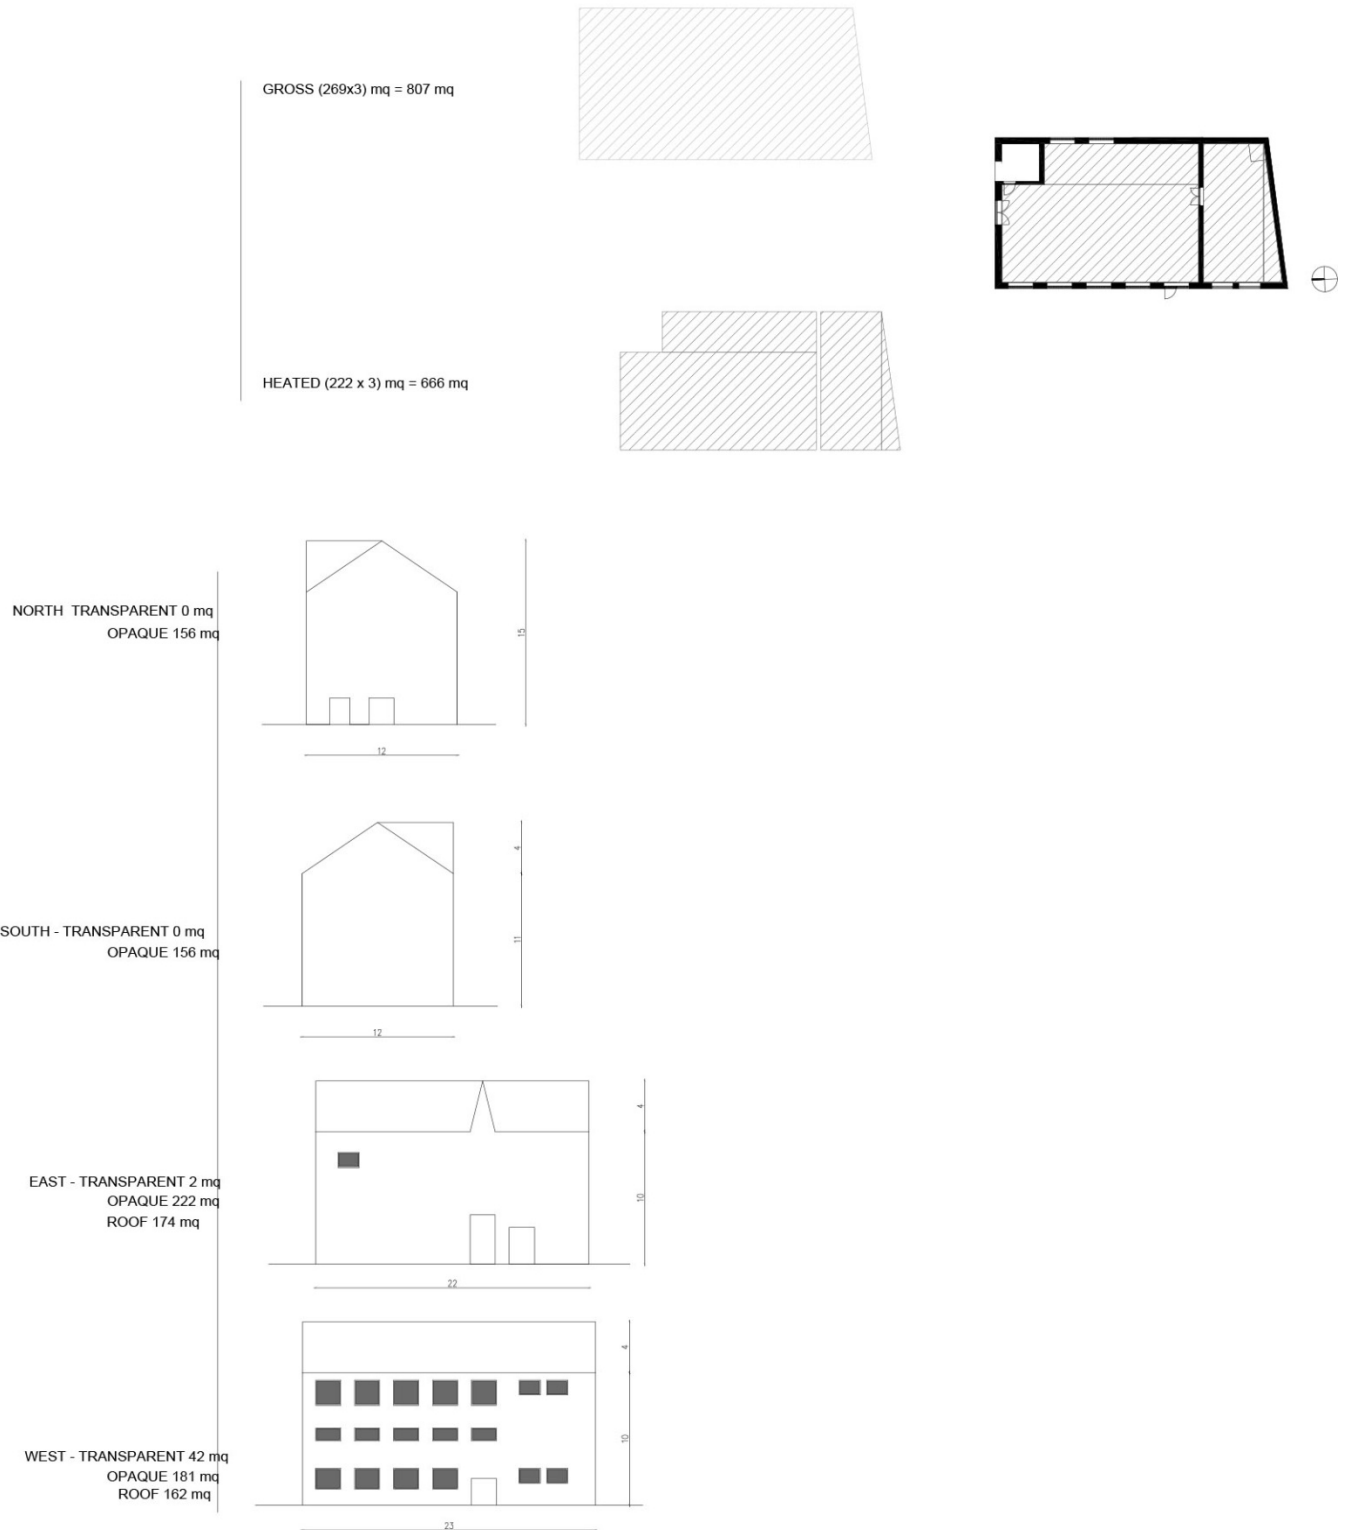 GROSS (269x3) mq = 807 mq
HEATED (222 x 3) mq = 666 mq
NORTH TRANSPARENT 0 mq
OPAQUE 156 mq
15
12
SOUTH - TRANSPARENT 0 mq
OPAQUE 156 mq
4
11
12
EAST - TRANSPARENT 2 mq
OPAQUE 222 mq
ROOF 174 mq
4
10
22
WEST - TRANSPARENT 42 mq
OPAQUE 181 mq
ROOF 162 mq
4
10
23